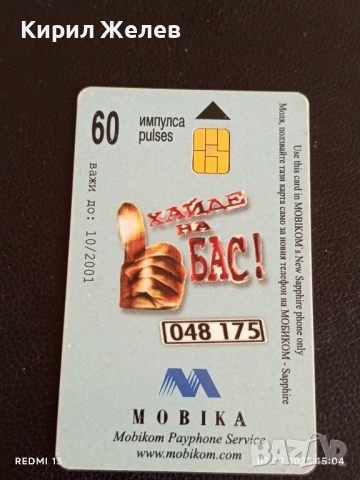 Кирил Желев
60 импулса
pulses
важи до: 10/2001
Use this card in MOBIKOM's New Sapphire phone only
Моля, ползвайте тази карта само за новия телефон на МОБИКОМ - Sapphire
ХАЙДЕ
НА
БАС!
048 175
MOBIKA
Mobikom Payphone Service
www.mobikom.com
REDMI 13
БАЗАР